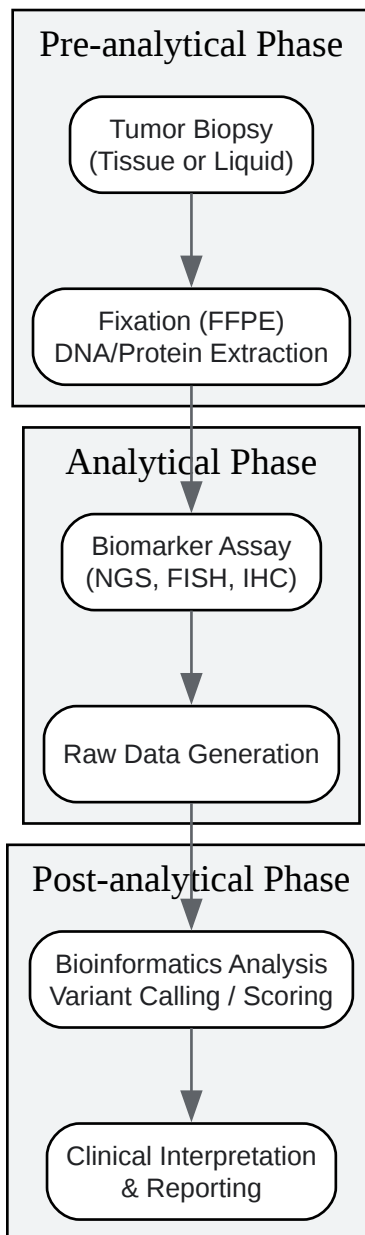 Pre-analytical Phase
Tumor Biopsy
(Tissue or Liquid)
Fixation (FFPE)
DNA/Protein Extraction
Analytical Phase
Biomarker Assay
(NGS, FISH, IHC)
Raw Data Generation
Post-analytical Phase
Bioinformatics Analysis
Variant Calling / Scoring
Clinical Interpretation
& Reporting